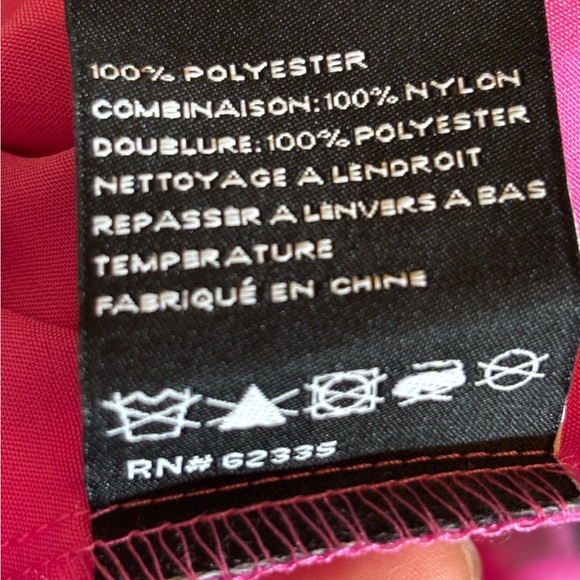 100% POLYESTER
COMBINAISON: 100% NYLON
DOUBLURE: 100% POLYESTER
NETTOYAGE A LENDROIT
REPASSER A LENVERS A BAS
TEMPERATURE
FABRIQUÉ EN CHINE
RN# 62335